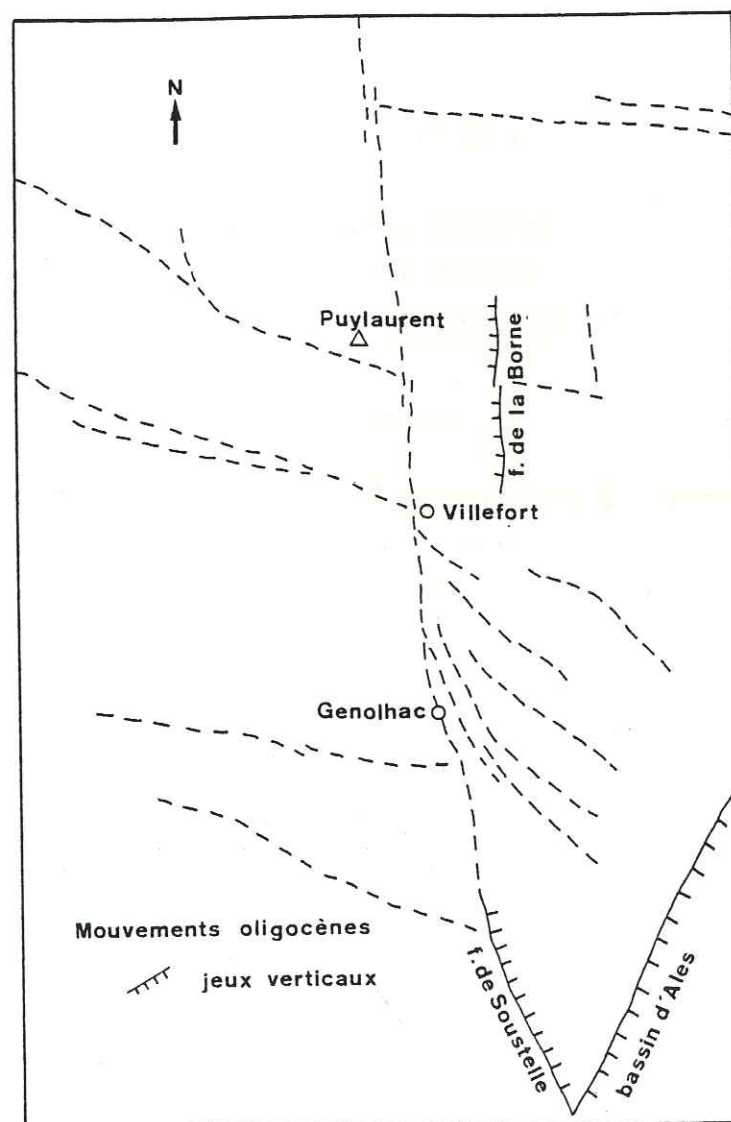 N
Puylaurent
f. de la Borne
Villefort
Genolhac
Mouvements oligocènes
jeux verticaux
f. de Soustelle
bassin d'Ales